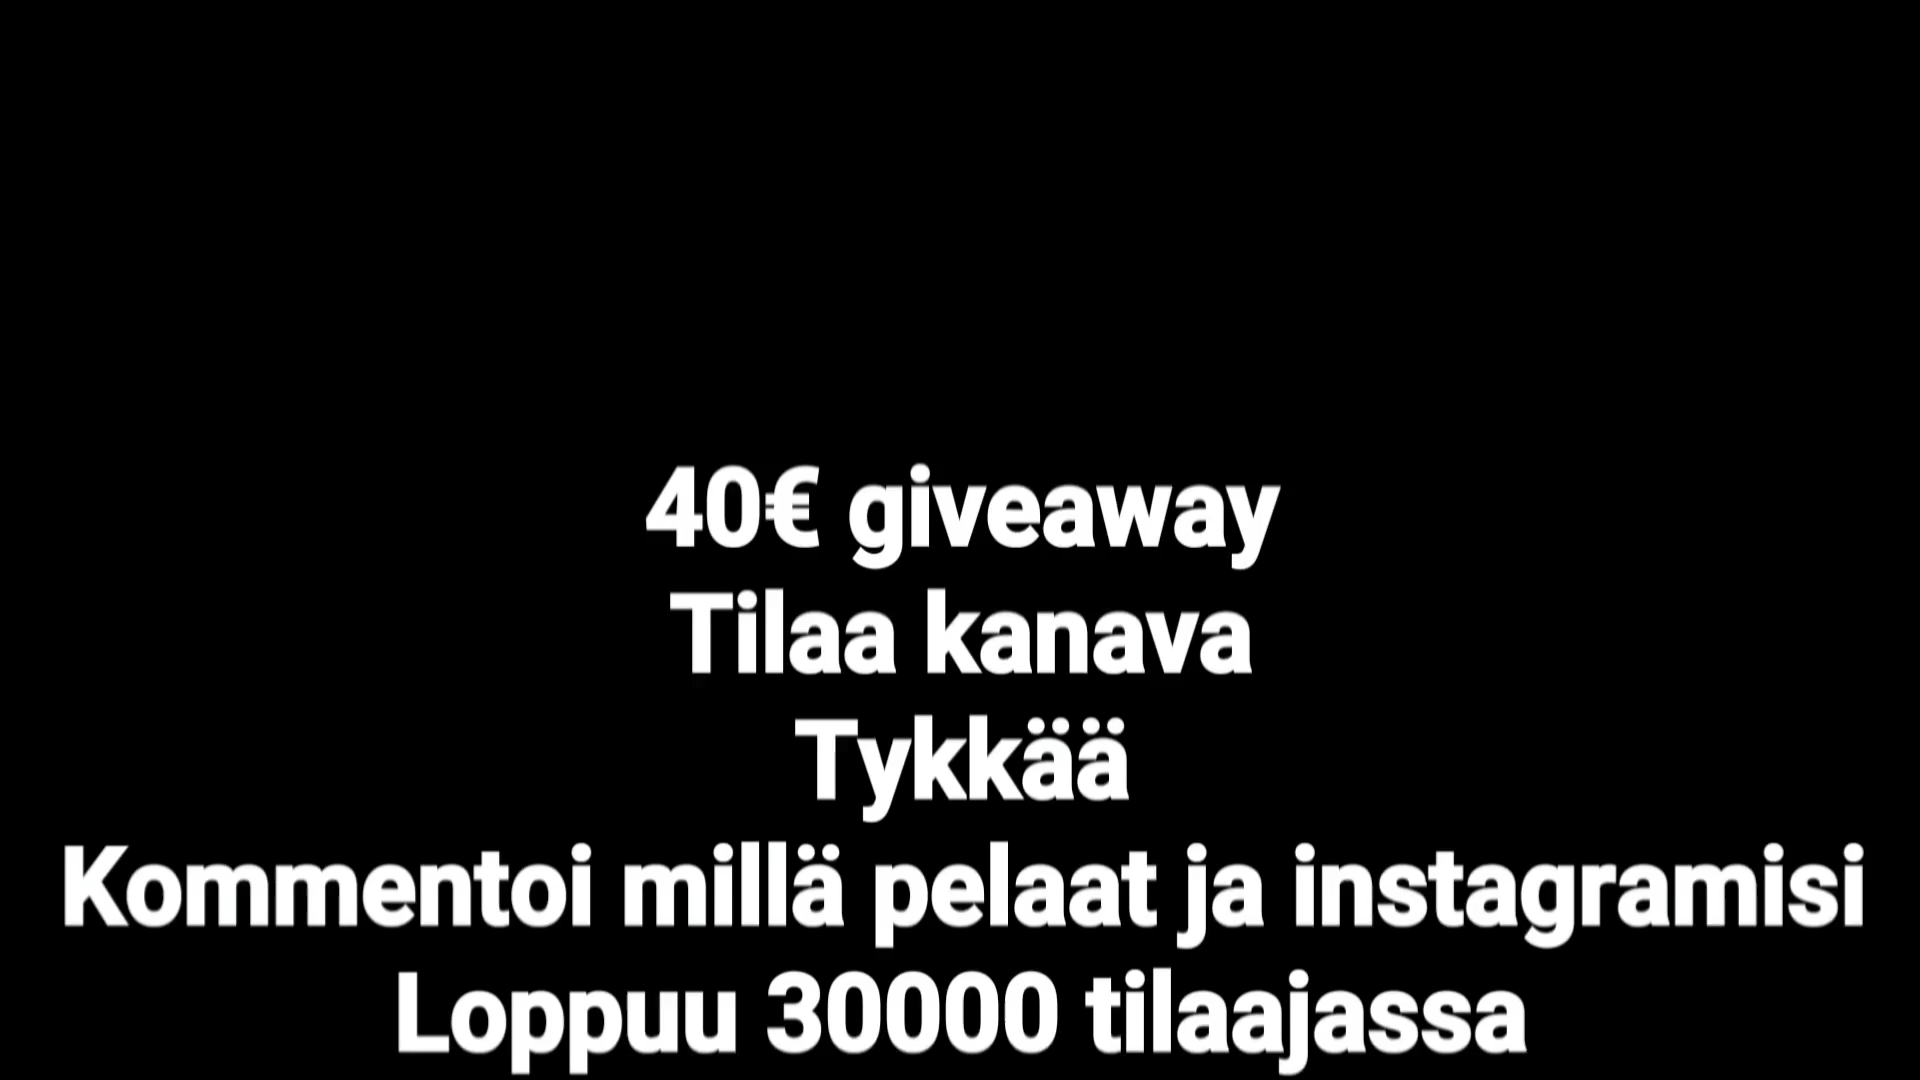 40€ giveaway
Tilaa kanava
Tykkää
Kommentoi millä pelaat ja instagramisi
Loppuu 30000 tilaajassa